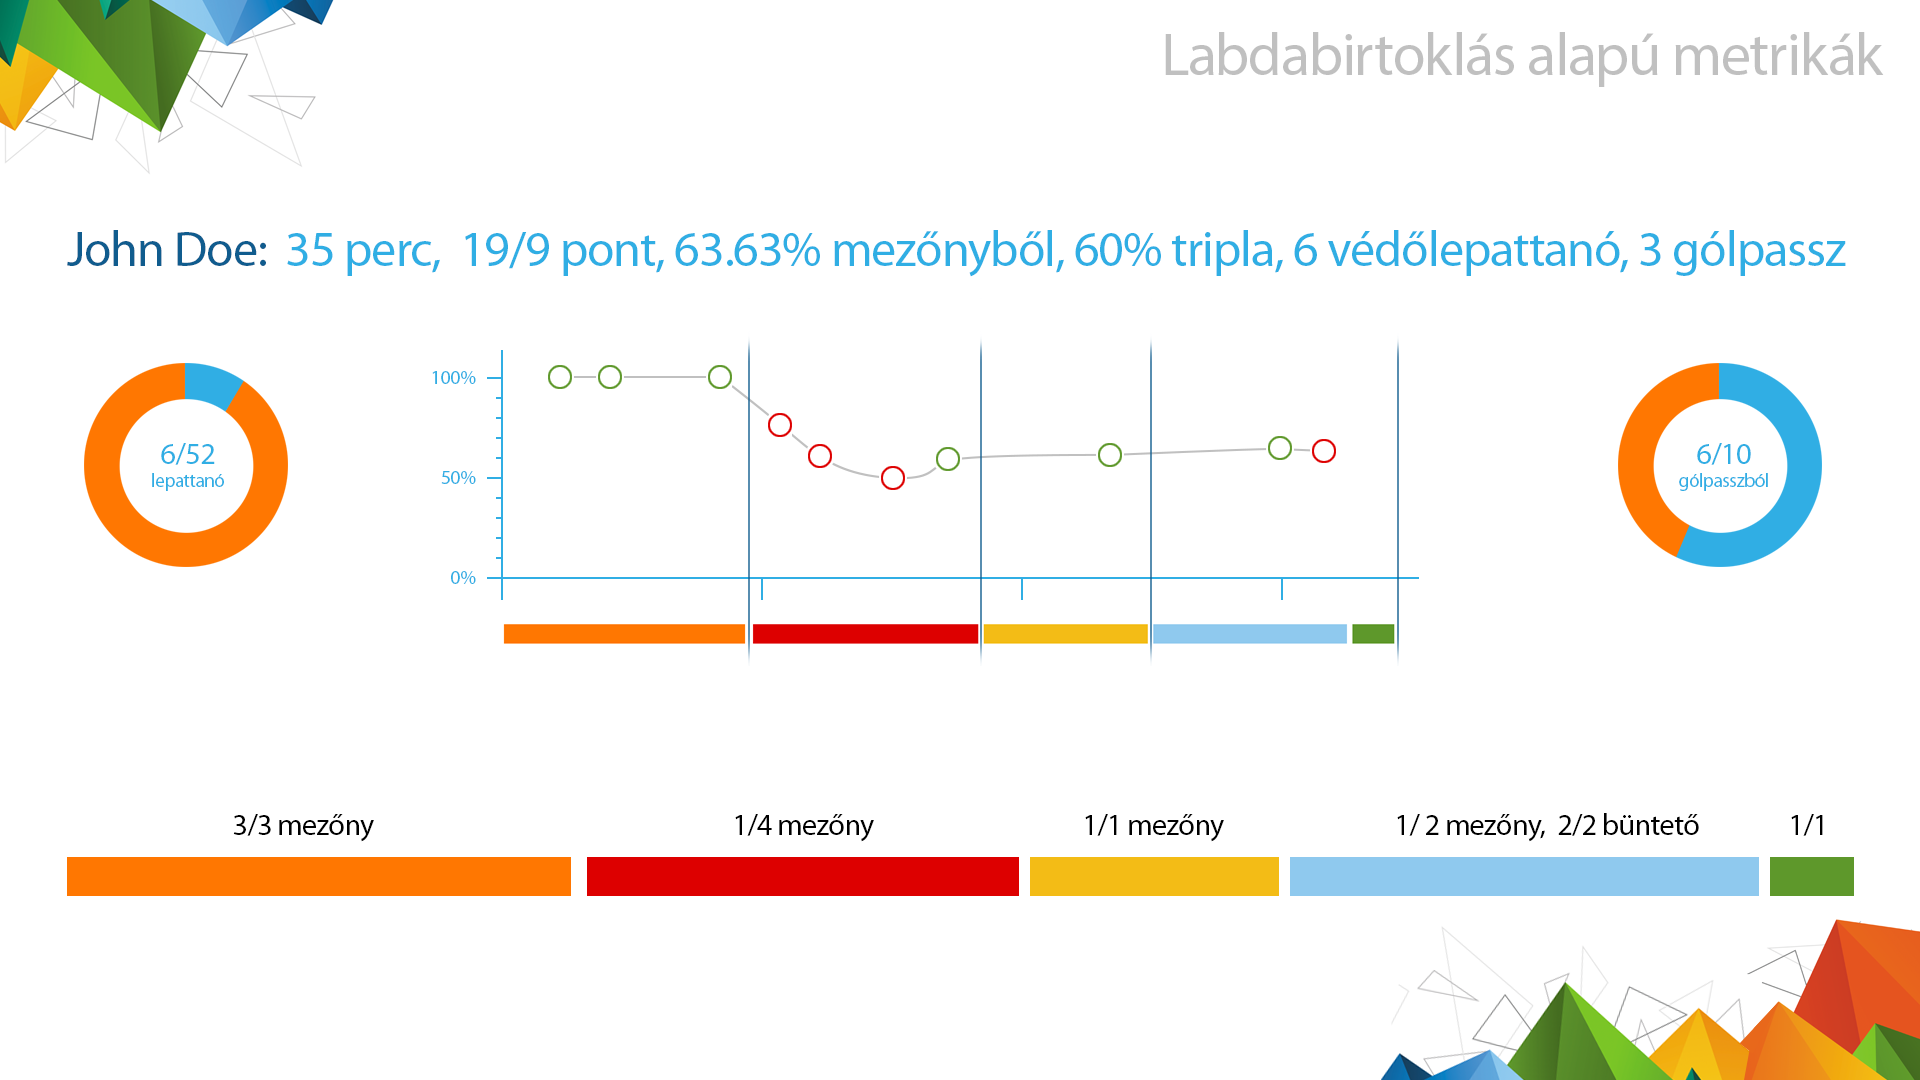 Labdabirtoklás alapú metrikák
John Doe: 35 perc, 19/9 pont, 63.63% mezőnyből, 60% tripla, 6 védőlepattanó, 3 gólpassz
6/52
lepattanó
100%
50%
0%
6/10
gólpasszból
3/3 mezőny
1/4 mezőny
1/1 mezőny
1/ 2 mezőny, 2/2 büntető
1/1